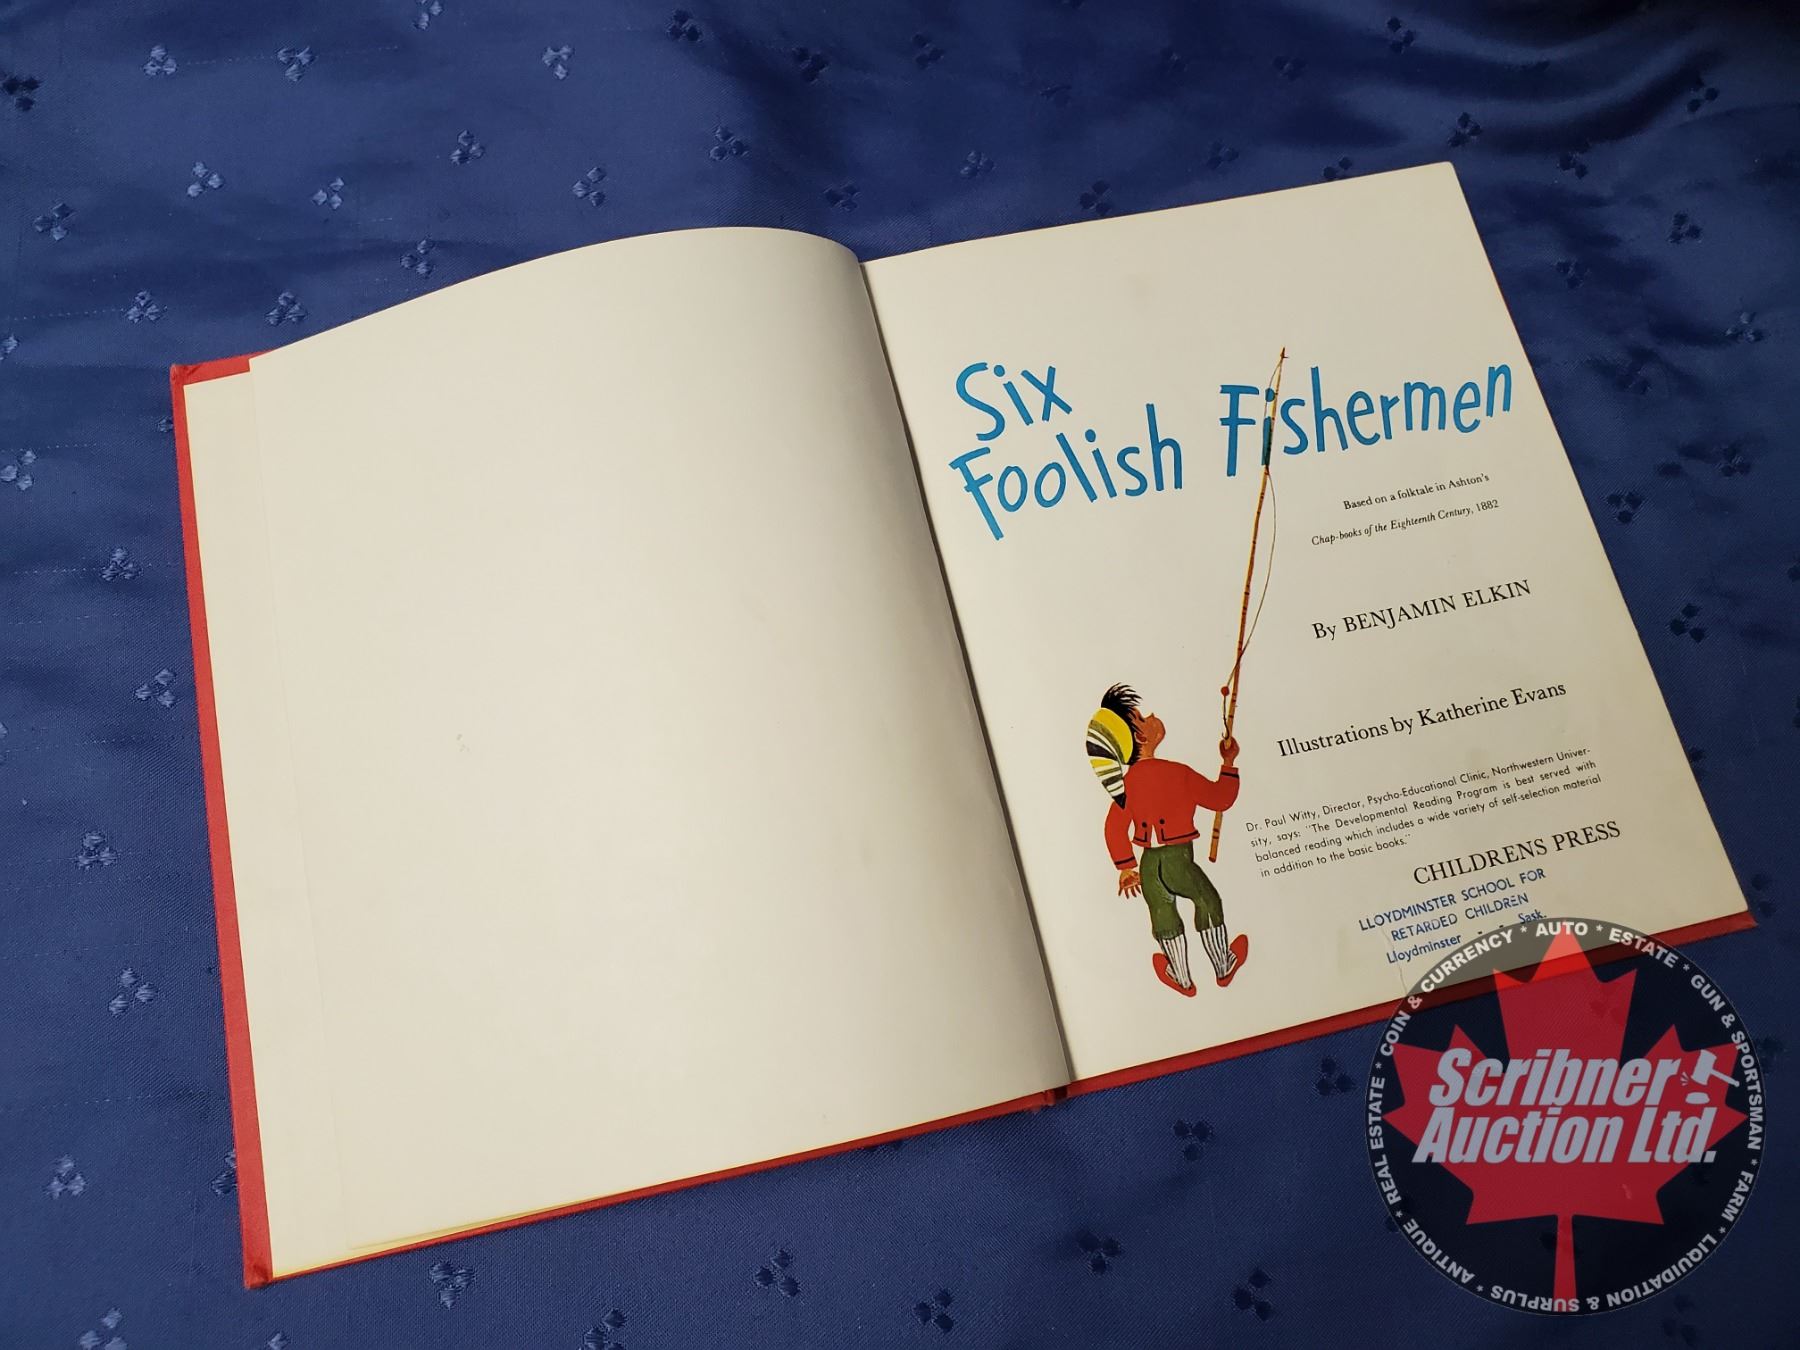 Six
Foolish Fishermen
Based on a folktale in Ashton's
Chap-books of the Eighteenth Century, 1882
By BENJAMIN ELKIN
Illustrations by Katherine Evans
Dr. Paul Witty, Director, Psycho-Educational Clinic, Northwestern Univer-
sity, says: "The Developmental Reading Program is best served with
balanced reading which includes a wide variety of self-selection material
in addition to the basic books."
CHILDRENS PRESS
LLOYDMINSTER SCHOOL FOR
RETARDED CHILDREN
Lloydminster - - Sask.
COIN & CURRENCY * AUTO * ESTATE * GUN & SPORTSMAN * FARM * LIQUIDATION & SURPLUS * ANTIQUE * REAL ESTATE *
Scribner
Auction Ltd.